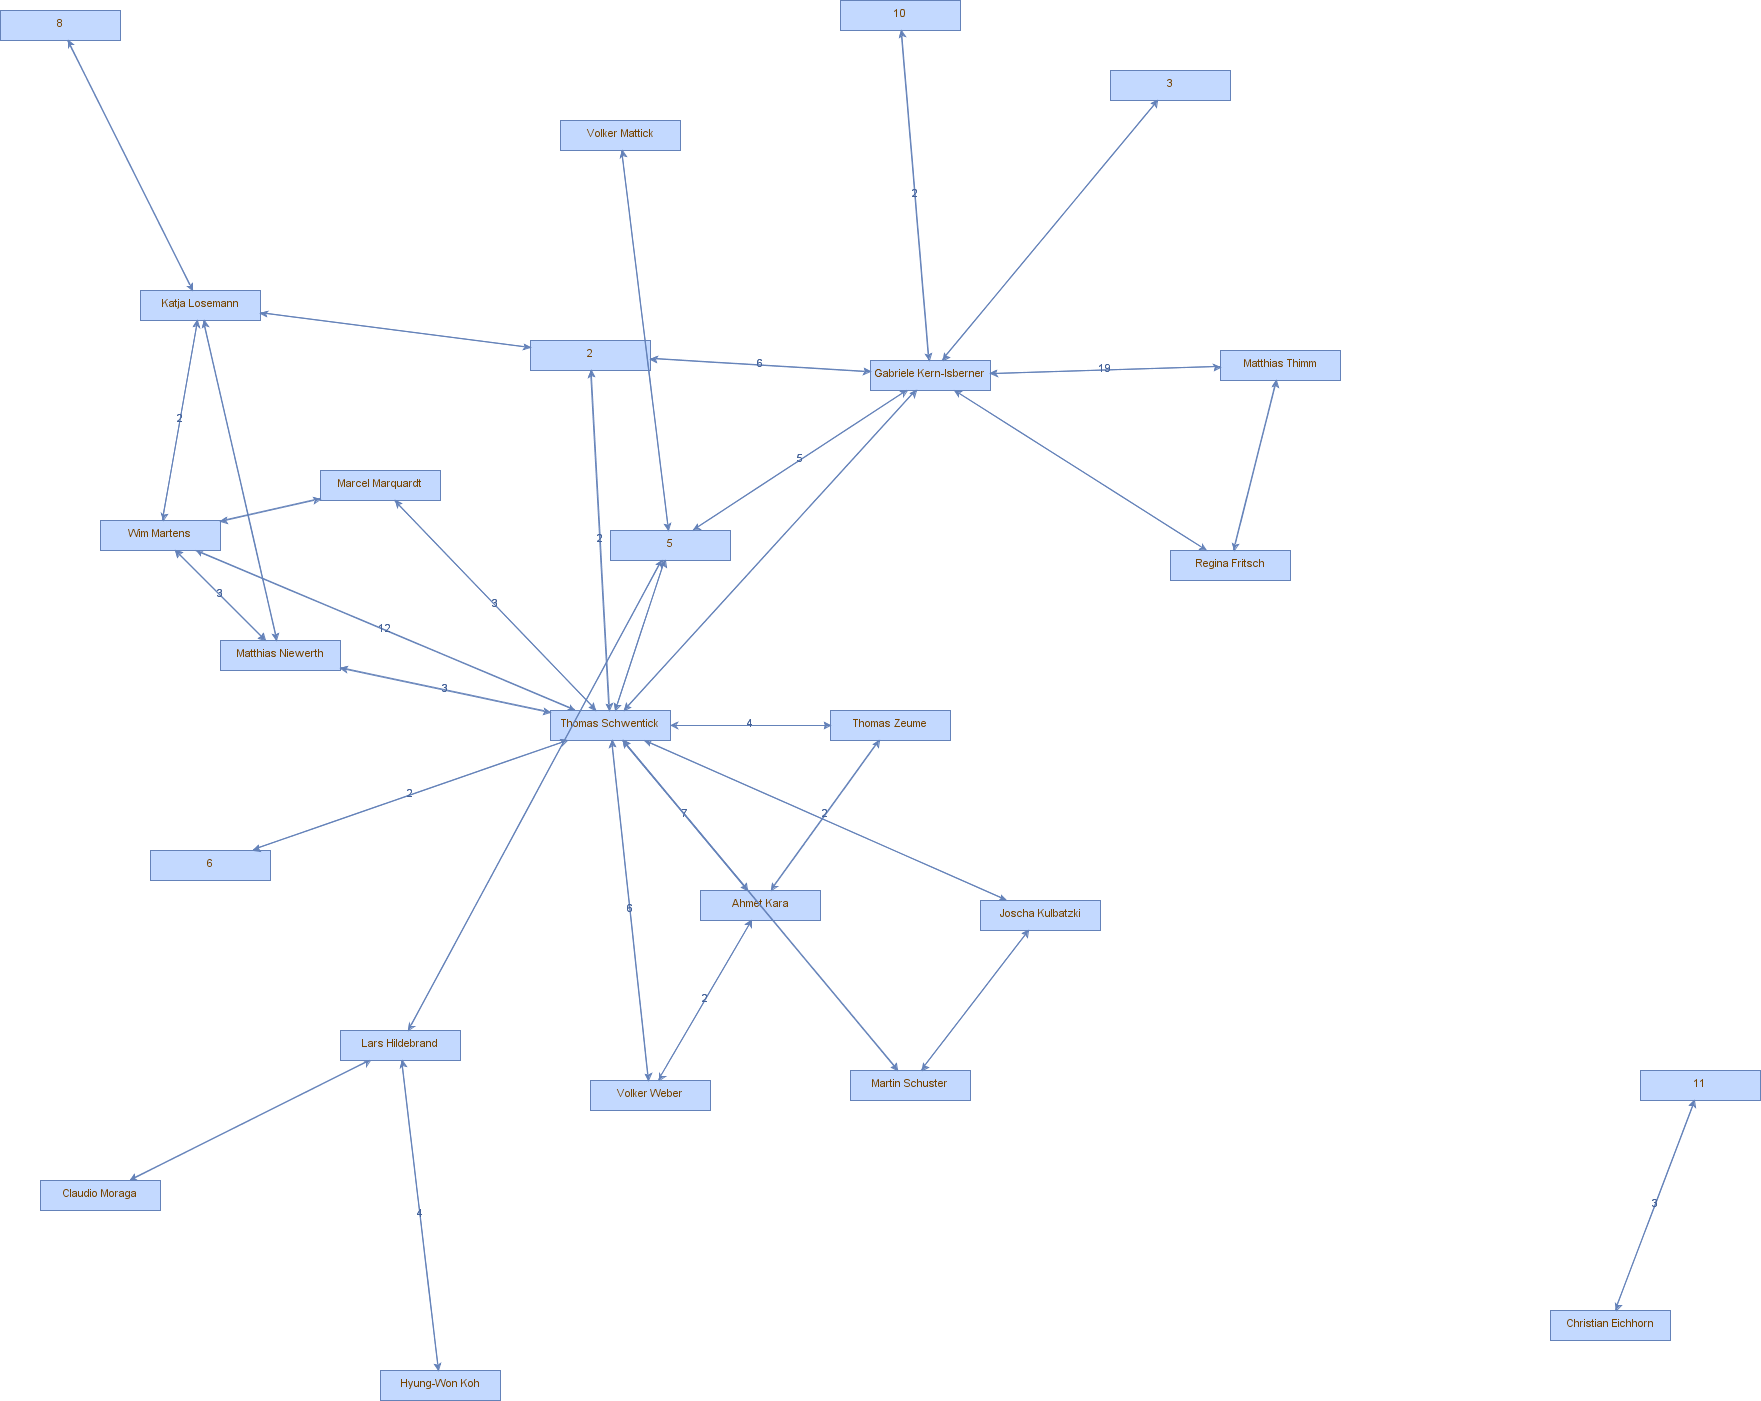 8
10
3
Volker Mattick
2
Katja Losemann
2
6
Gabriele Kern-Isberner
19
Matthias Thimm
2
5
Marcel Marquardt
Wim Martens
2
5
Regina Fritsch
3
3
12
Matthias Niewerth
3
Thomas Schwentick
4
Thomas Zeume
2
7
2
6
6
Ahmet Kara
Joscha Kulbatzki
2
Lars Hildebrand
Volker Weber
Martin Schuster
11
Claudio Moraga
4
3
Christian Eichhorn
Hyung-Won Koh